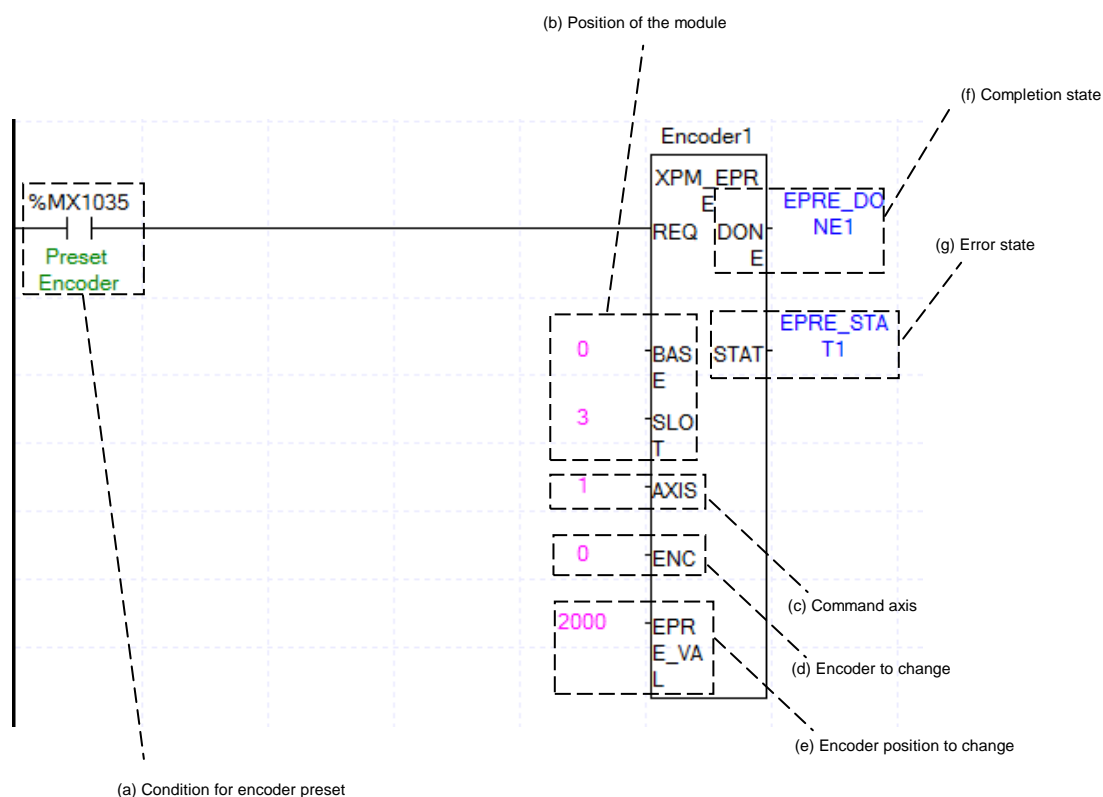 (b) Position of the module
(f) Completion state
Encoder1
XPM_EPR
E
%MX1035
EPRE_DO
NE1
REQ
DON
E
(g) Error state
Preset
Encoder
EPRE_STA
T1
0
BAS
E
STAT
3
SLO
T
1
AXIS
0
ENC
(c) Command axis
2000
EPR
E_VA
L
(d) Encoder to change
(e) Encoder position to change
(a) Condition for encoder preset